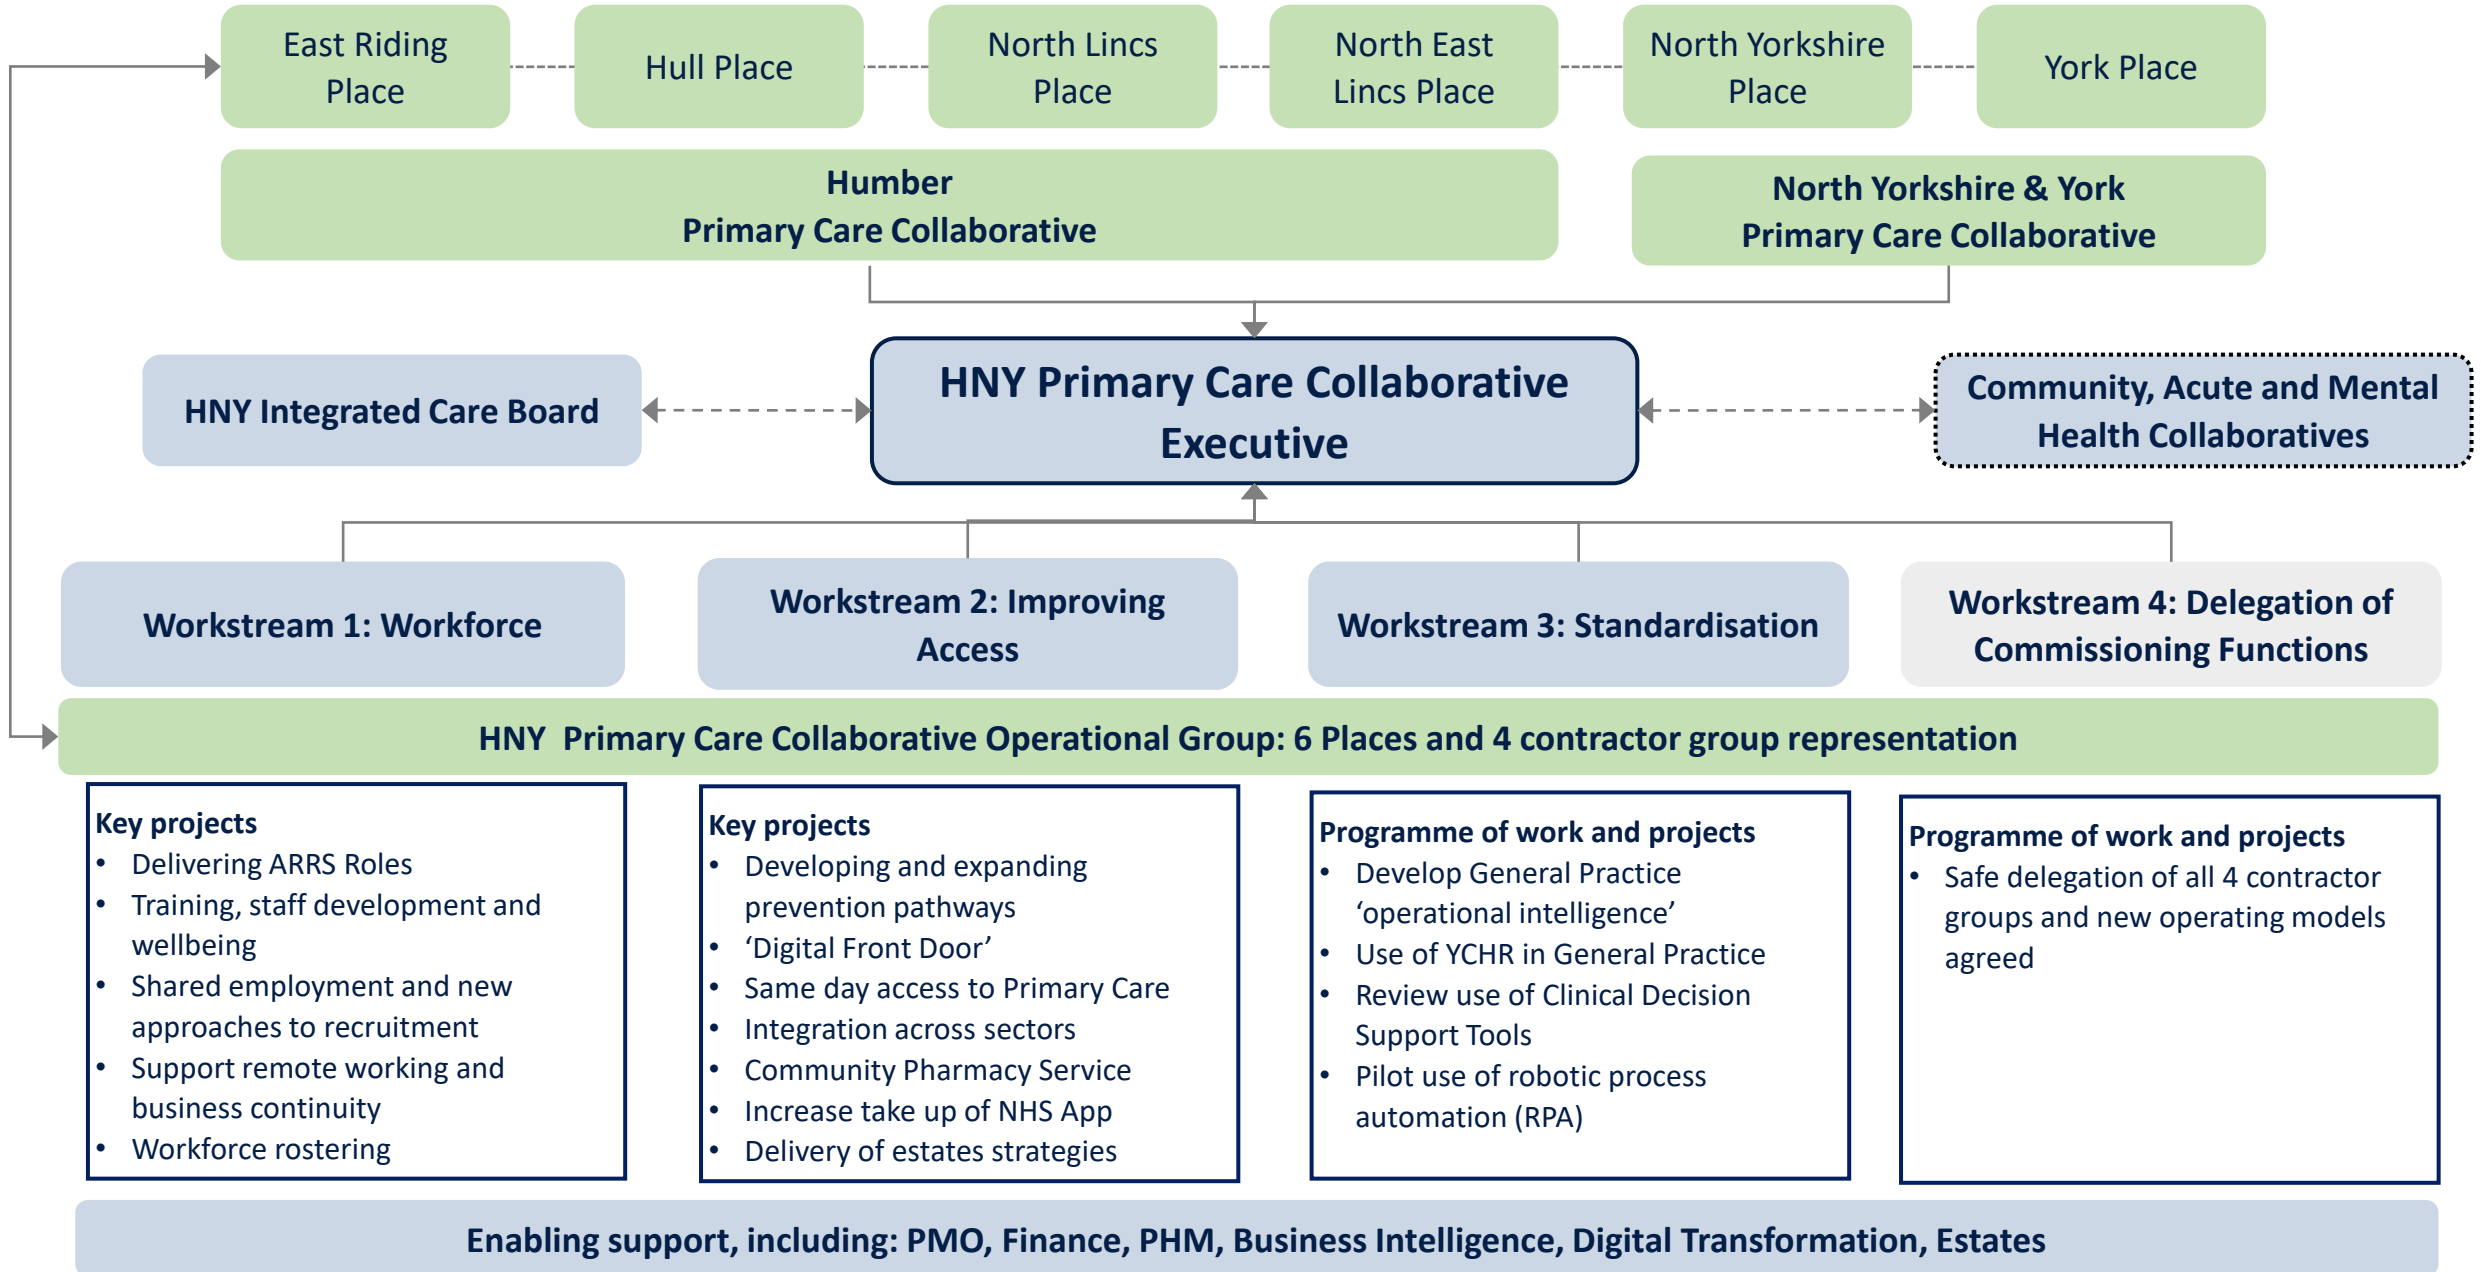 East Riding
Place
Hull Place
North Lincs
Place
North East
Lincs Place
North Yorkshire
Place
York Place
Humber
Primary Care Collaborative
North Yorkshire & York
Primary Care Collaborative
HNY Integrated Care Board
HNY Primary Care Collaborative
Executive
Community, Acute and Mental
Health Collaboratives
Workstream 1: Workforce
Workstream 2: Improving
Access
Workstream 3: Standardisation
Workstream 4: Delegation of
Commissioning Functions
HNY  Primary Care Collaborative Operational Group: 6 Places and 4 contractor group representation
Key projects
• Delivering ARRS Roles
• Training, staff development and
wellbeing
• Shared employment and new
approaches to recruitment
• Support remote working and
business continuity
• Workforce rostering
Key projects
• Developing and expanding
prevention pathways
• ‘Digital Front Door’
• Same day access to Primary Care
• Integration across sectors
• Community Pharmacy Service
• Increase take up of NHS App
• Delivery of estates strategies
Programme of work and projects
• Develop General Practice
‘operational intelligence’
• Use of YCHR in General Practice
• Review use of Clinical Decision
Support Tools
• Pilot use of robotic process
automation (RPA)
Programme of work and projects
• Safe delegation of all 4 contractor
groups and new operating models
agreed
Enabling support, including: PMO, Finance, PHM, Business Intelligence, Digital Transformation, Estates